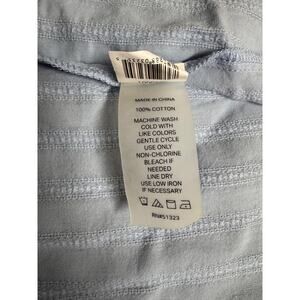 MADE IN CHINA
100% COTTON
MACHINE WASH
COLD WITH
LIKE COLORS
GENTLE CYCLE
USE ONLY
NON-CHLORINE
BLEACH IF
NEEDED
LINE DRY
USE LOW IRON
IF NECESSARY
RN#51323